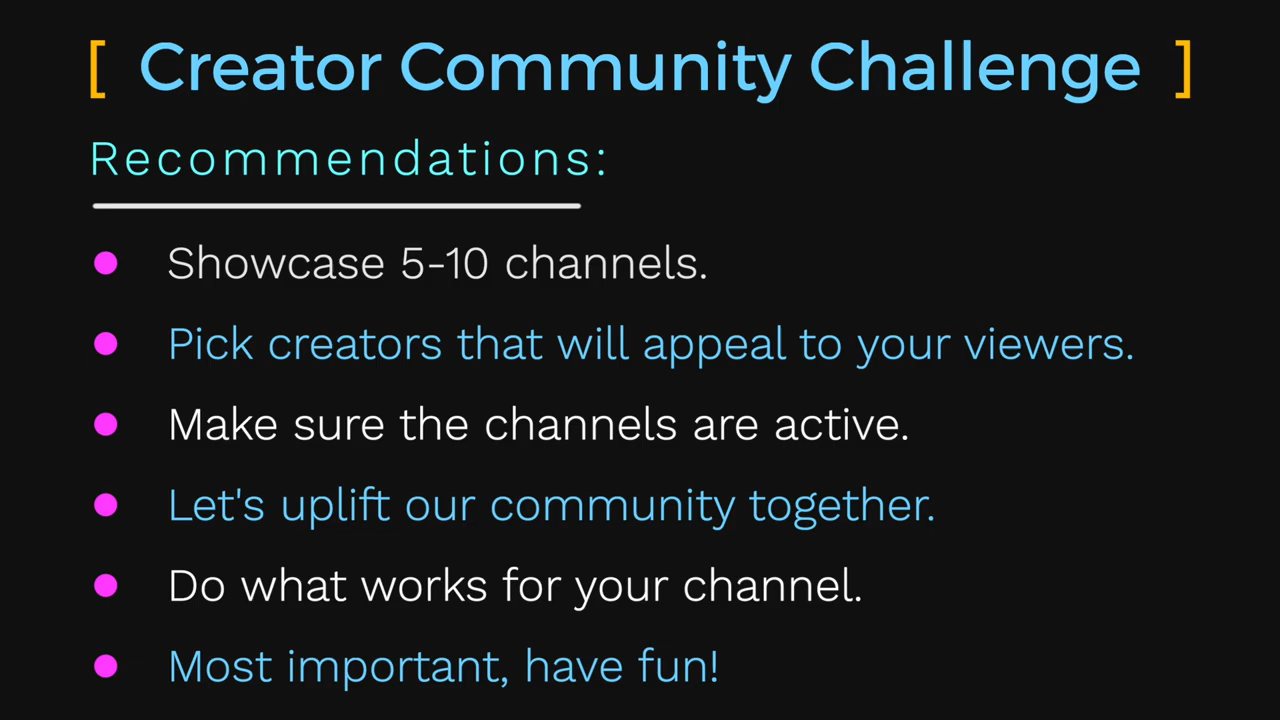 [ Creator Community Challenge ]
Recommendations:
Showcase 5-10 channels.
Pick creators that will appeal to your viewers.
Make sure the channels are active.
Let's uplift our community together.
Do what works for your channel.
Most important, have fun!